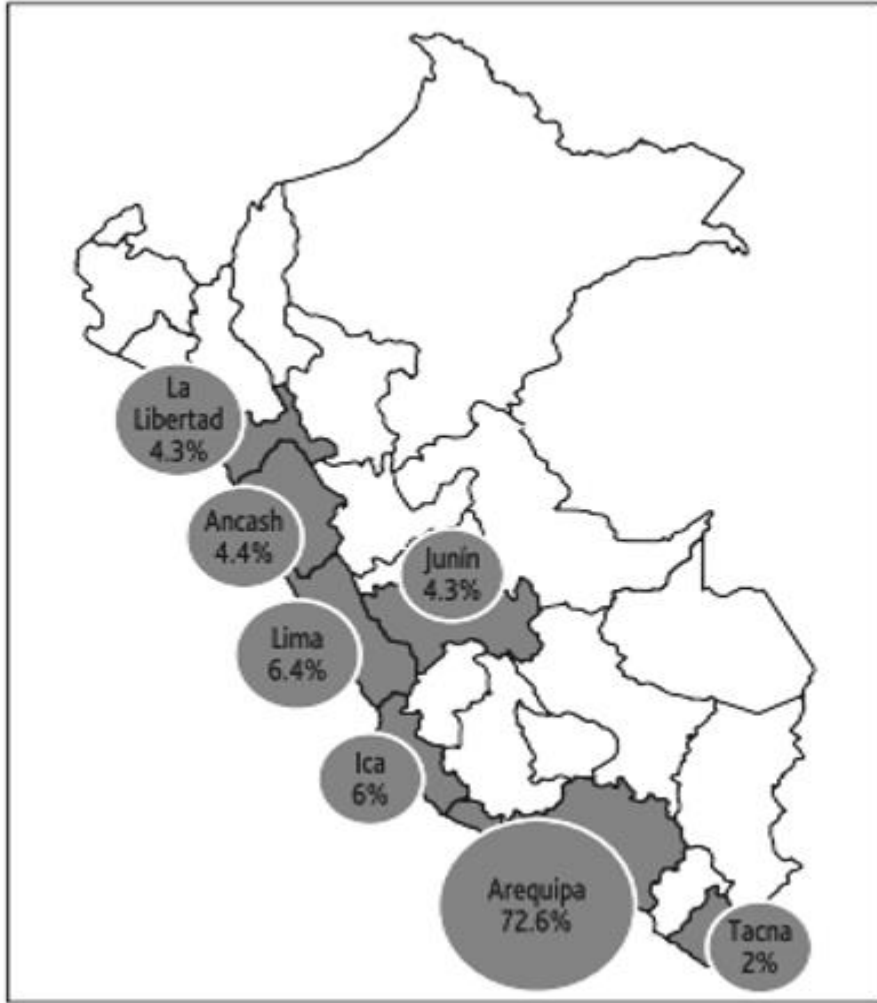 La
Libertad
4.3%
Ancash
4.4%
Junín
4.3%
Lima
6.4%
Ica
6%
Arequipa
72.6%
Tacna
2%